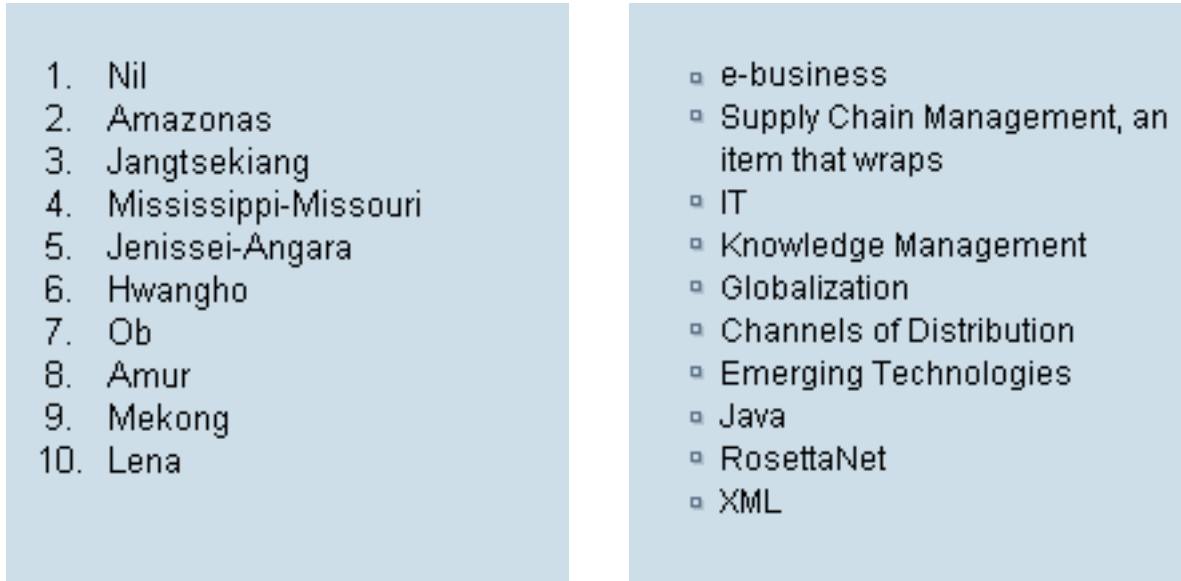 1. Nil
2. Amazonas
3. Jangtsekiang
4. Mississippi-Missouri
5. Jenissei-Angara
6. Hwangho
7. Ob
8. Amur
9. Mekong
10. Lena
e-business
Supply Chain Management, an
item that wraps
IT
Knowledge Management
Globalization
Channels of Distribution
Emerging Technologies
Java
RosettaNet
XML